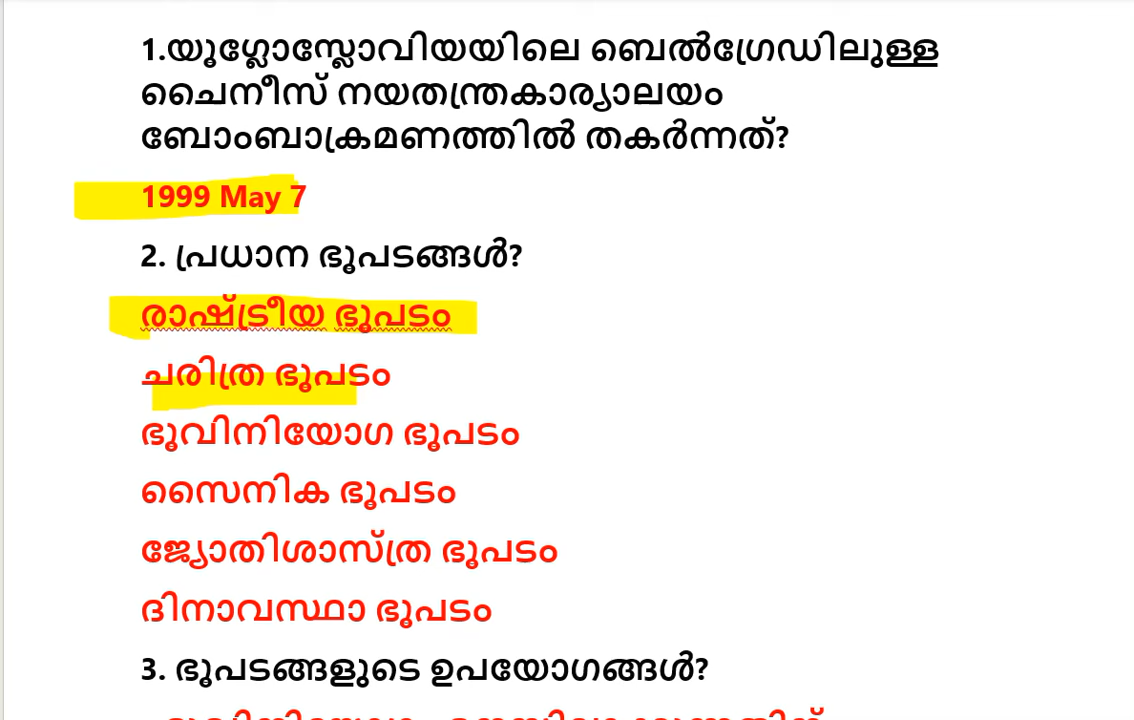 1.യൂഗ്ലോസ്ലോവിയയിലെ ബെൽഗ്രേഡിലുള്ള
ചൈനീസ് നയതന്ത്രകാര്യാലയം
ബോംബാക്രമണത്തിൽ തകർന്നത്?
1999 May 7
2. പ്രധാന ഭൂപടങ്ങൾ?
രാഷ്ട്രീയ ഭൂപടം
ചരിത്ര ഭൂപടം
ഭൂവിനിയോഗ ഭൂപടം
സൈനിക ഭൂപടം
ജ്യോതിശാസ്ത്ര ഭൂപടം
ദിനാവസ്ഥാ ഭൂപടം
3. ഭൂപടങ്ങളുടെ ഉപയോഗങ്ങൾ?